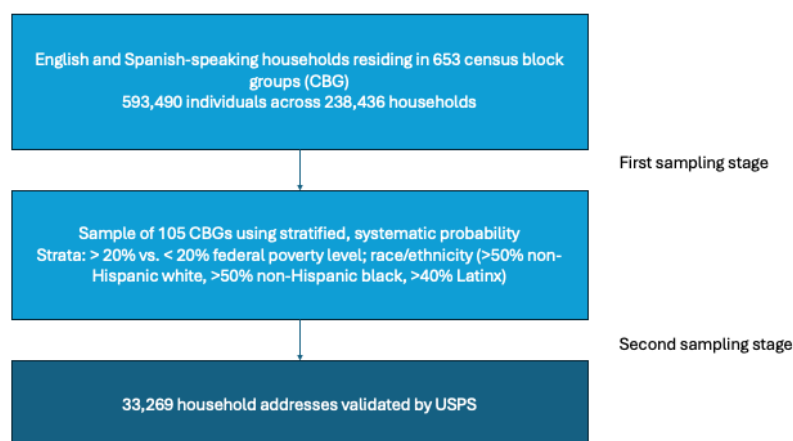 English and Spanish-speaking households residing in 653 census block
groups (CBG)
593,490 individuals across 238,436 households
First sampling stage
Sample of 105 CBGs using stratified, systematic probability
Strata: > 20% vs. < 20% federal poverty level; race/ethnicity (>50% non-
Hispanic white, >50% non-Hispanic black, >40% Latinx)
Second sampling stage
33,269 household addresses validated by USPS